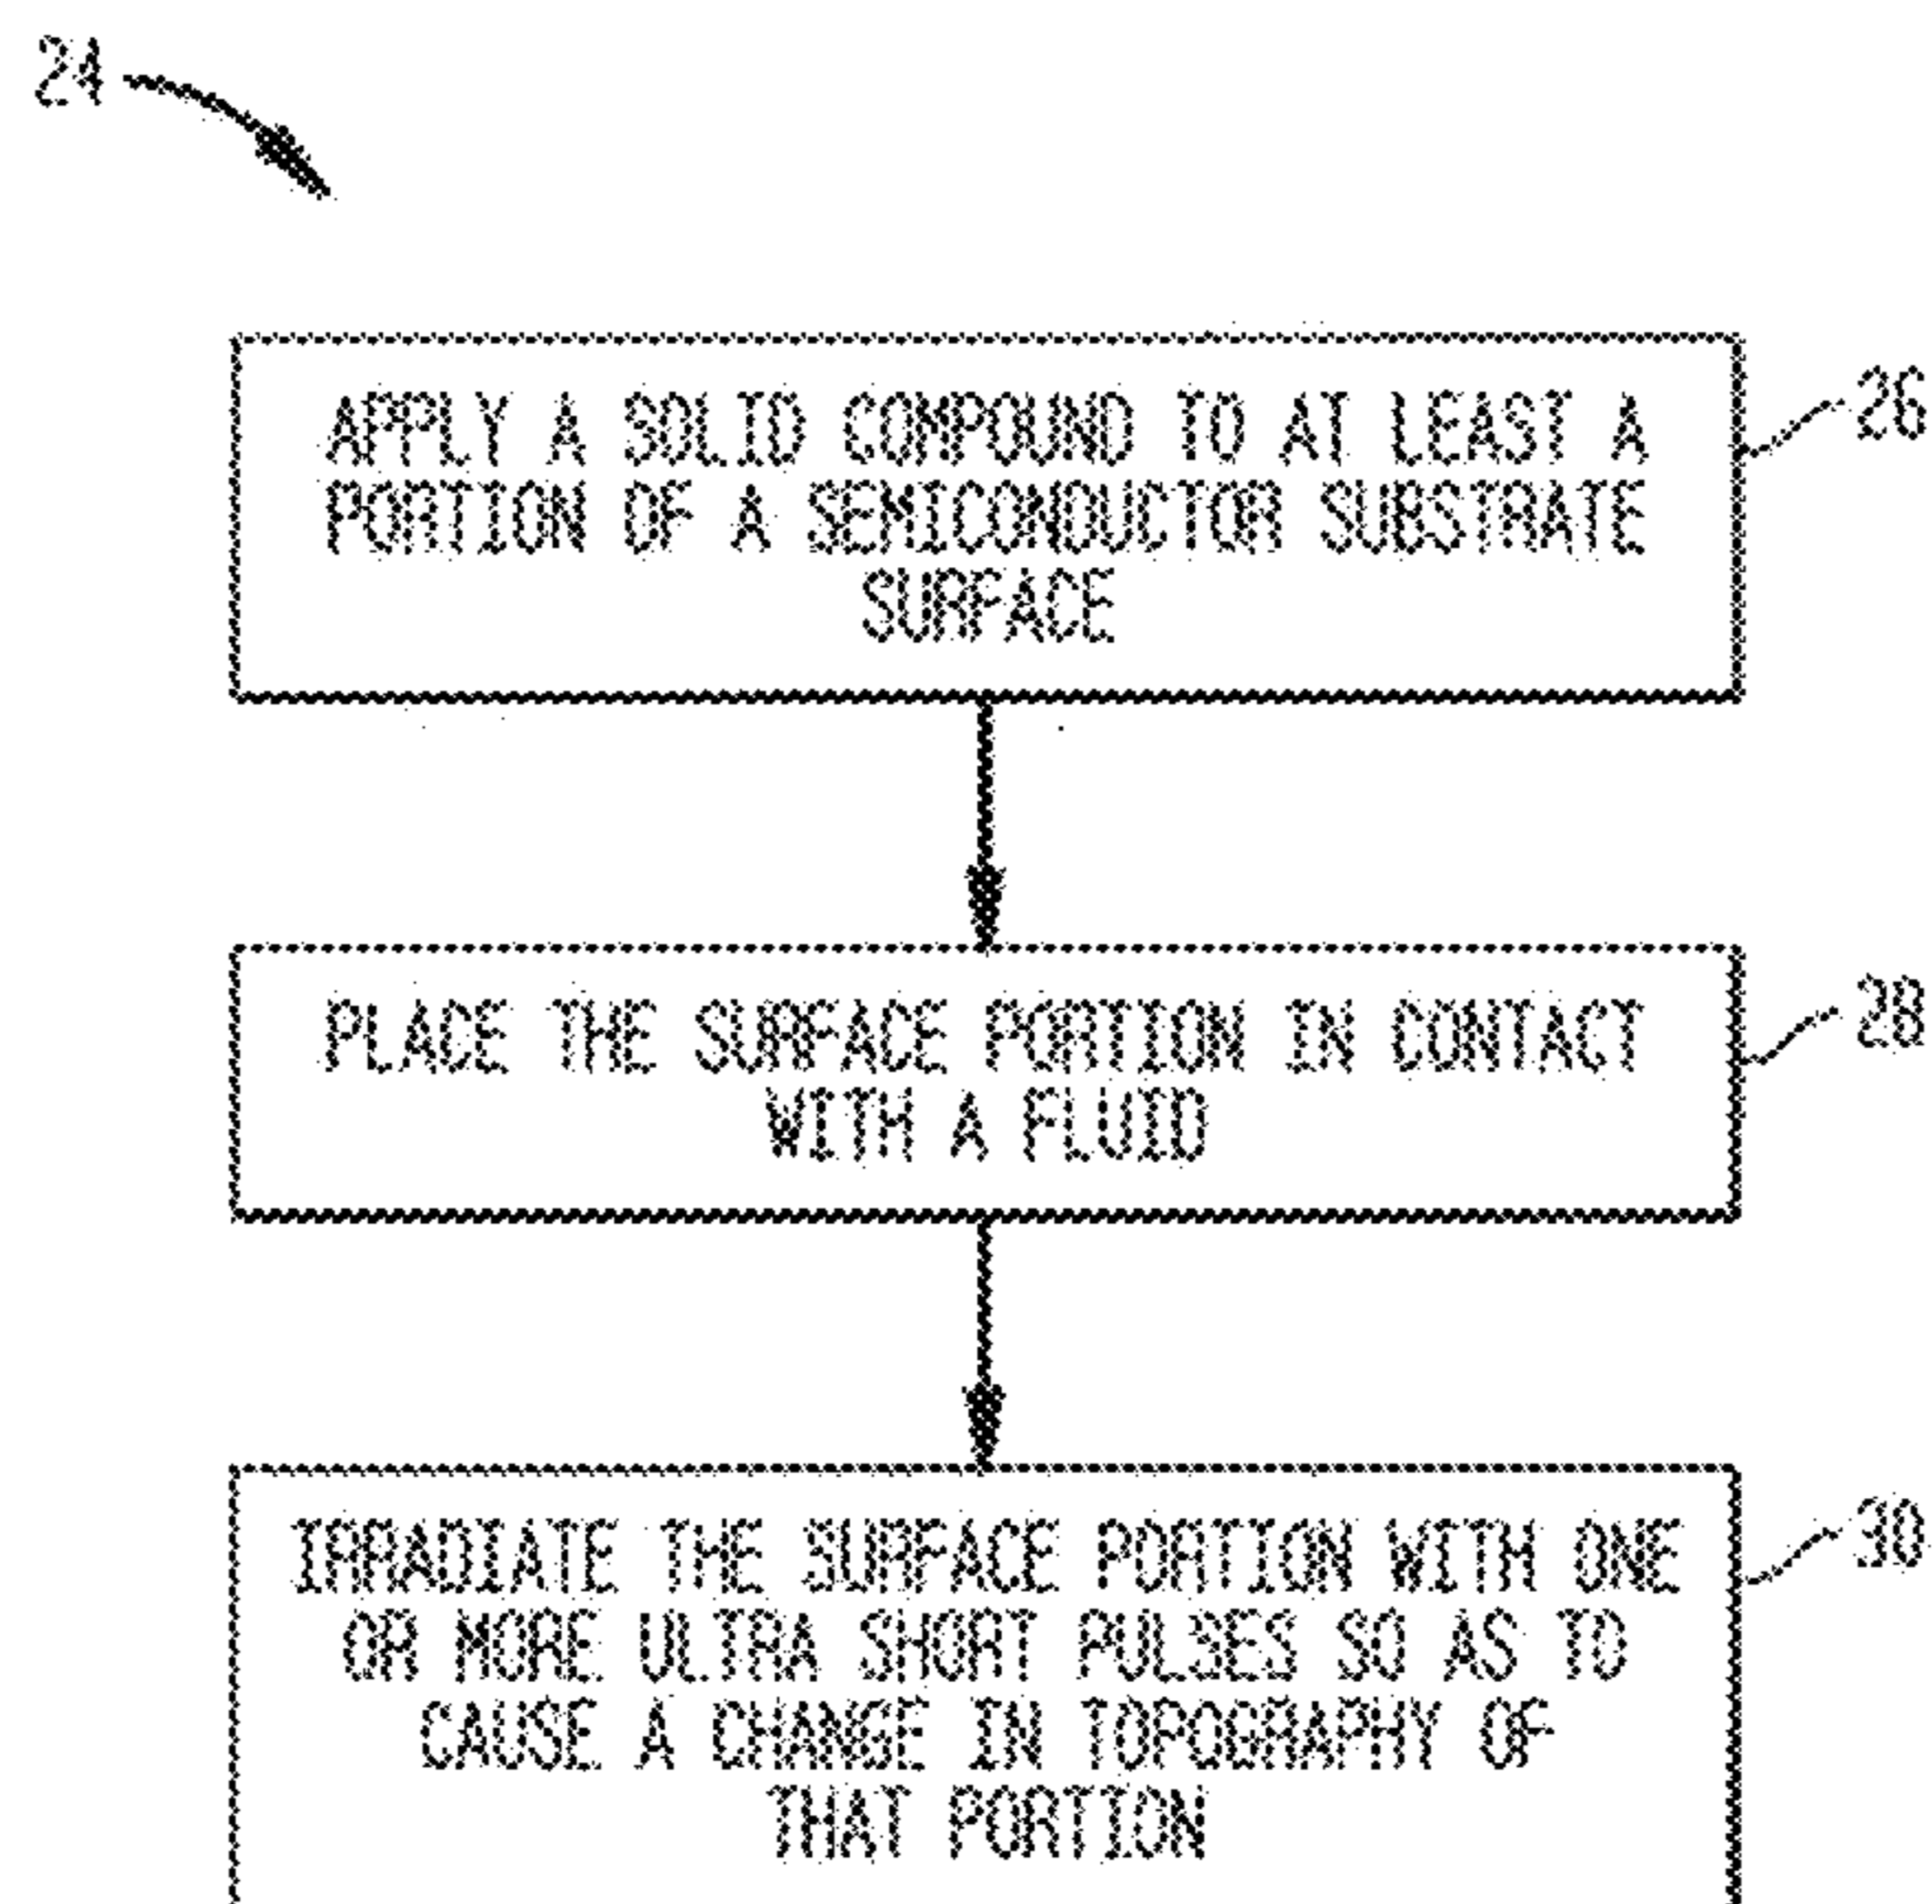 24
APPLY A SOLID COMPOUND TO AT LEAST A
26
PORTION OF A SEMICONDUCTOR SUBSTRATE
SURFACE
PLACE THE SURFACE PORTION IN CONTACT
28
WITH A FLUID
IRRADIATE THE SURFACE PORTION WITH ONE
30
OR MORE ULTRA SHORT PULSES SO AS TO
CAUSE A CHANGE IN TOPOGRAPHY OF
THAT PORTION